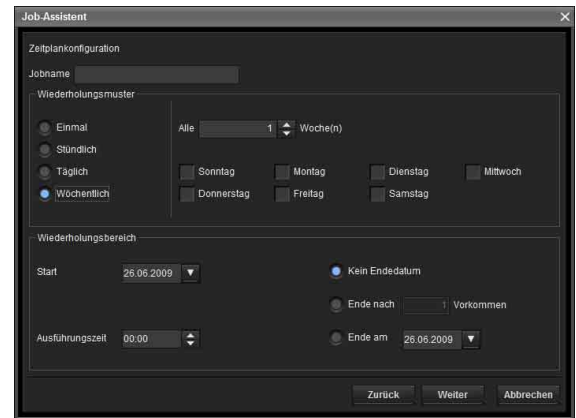 Job-Assistent
Zeitplankonfiguration
Jobname
Wiederholungsmuster
Einmal
Stündlich
Täglich
Wöchentlich
Alle 1 Woche(n)
Sonntag Montag Dienstag Mittwoch
Donnerstag Freitag Samstag
Wiederholungsbereich
Start 26.06.2009
Ausführungszeit 00:00
Kein Endedatum
Ende nach 1 Vorkommen
Ende am 26.06.2009
Zurück Weiter Abbrechen